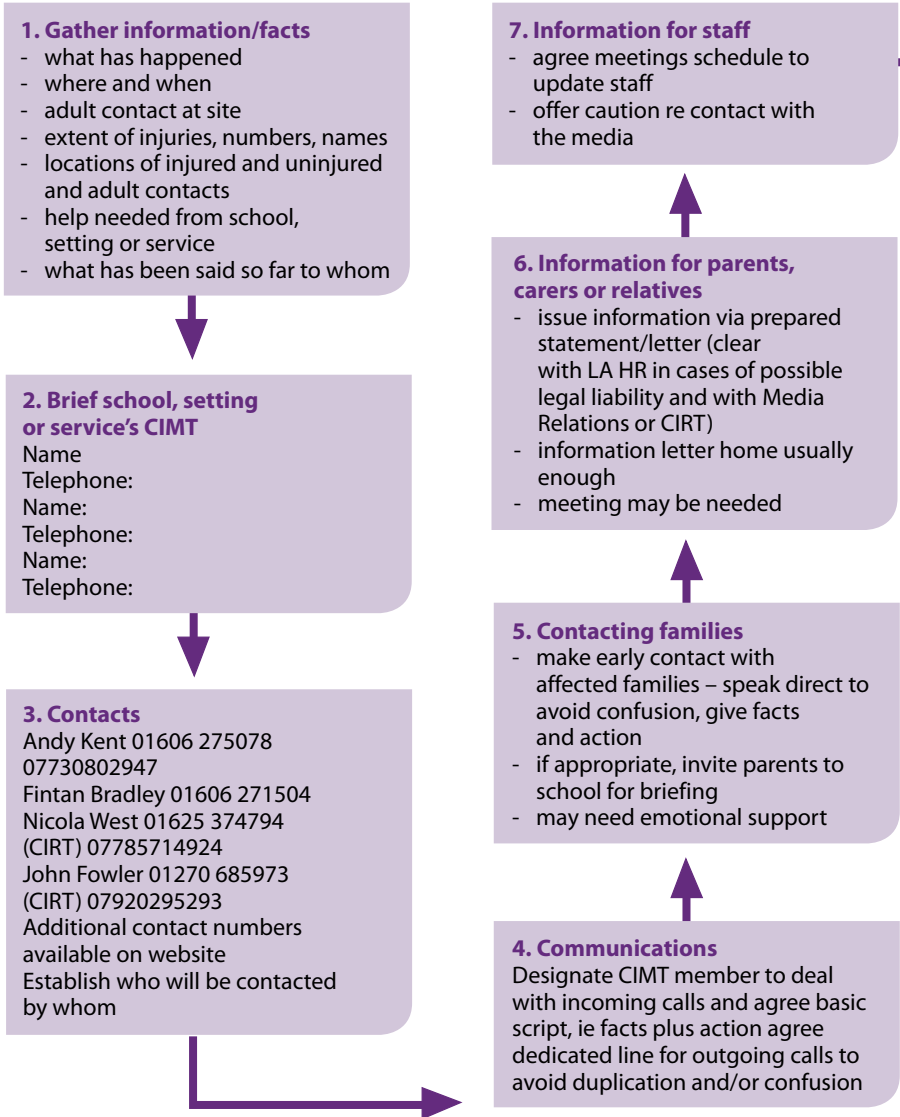 1. Gather information/facts
- what has happened
- where and when
- adult contact at site
- extent of injuries, numbers, names
- locations of injured and uninjured
and adult contacts
- help needed from school,
setting or service
- what has been said so far to whom
2. Brief school, setting
or service's CIMT
Name
Telephone:
Name:
Telephone:
Name:
Telephone:
3. Contacts
Andy Kent 01606 275078
07730802947
Fintan Bradley 01606 271504
Nicola West 01625 374794
(CIRT) 07785714924
John Fowler 01270 685973
(CIRT) 07920295293
Additional contact numbers
available on website
Establish who will be contacted
by whom
4. Communications
Designate CIMT member to deal
with incoming calls and agree basic
script, ie facts plus action agree
dedicated line for outgoing calls to
avoid duplication and/or confusion
5. Contacting families
- make early contact with
affected families – speak direct to
avoid confusion, give facts
and action
- if appropriate, invite parents to
school for briefing
- may need emotional support
6. Information for parents,
carers or relatives
- issue information via prepared
statement/letter (clear
with LA HR in cases of possible
legal liability and with Media
Relations or CIRT)
- information letter home usually
enough
- meeting may be needed
7. Information for staff
- agree meetings schedule to
update staff
- offer caution re contact with
the media